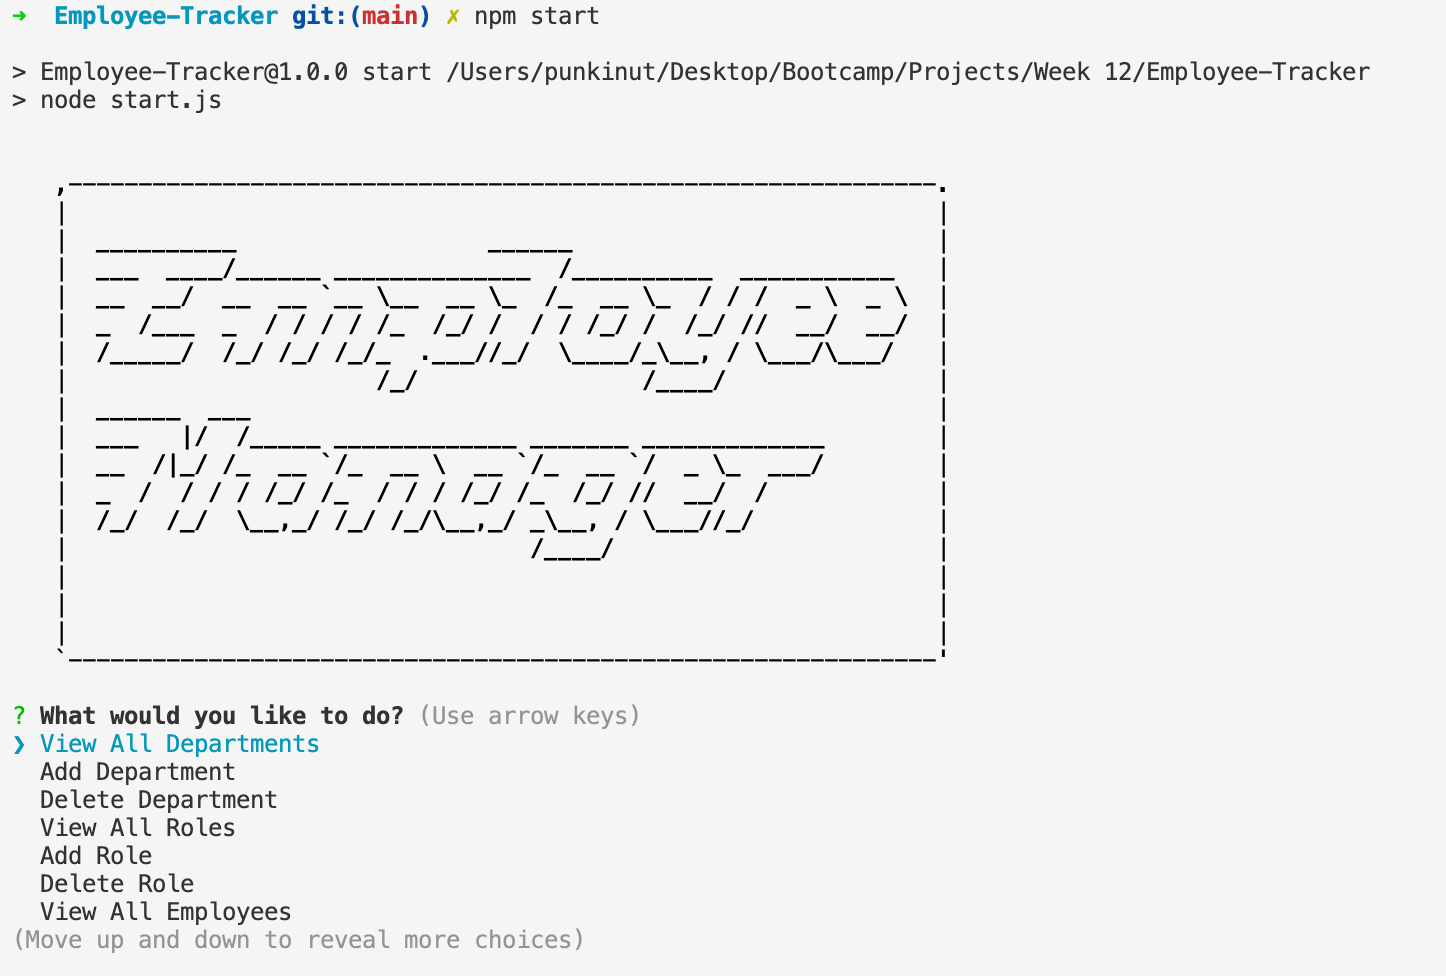 ➜  Employee-Tracker git:(main) ✗ npm start
> Employee-Tracker@1.0.0 start /Users/punkinut/Desktop/Bootcamp/Projects/Week 12/Employee-Tracker
> node start.js
Employee
Manager
? What would you like to do? (Use arrow keys)
❯ View All Departments
Add Department
Delete Department
View All Roles
Add Role
Delete Role
View All Employees
(Move up and down to reveal more choices)